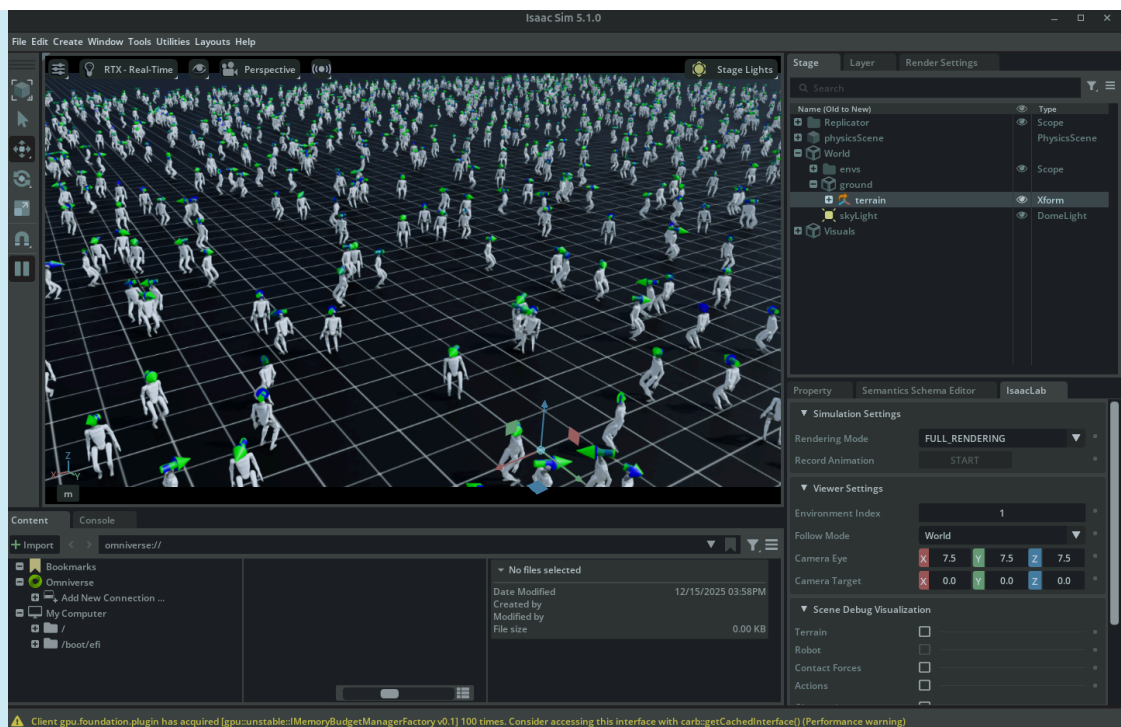 Isaac Sim 5.1.0
File Edit Create Window Tools Utilities Layouts Help
RTX - Real-Time
Perspective
Stage Lights
Z
X
Y
m
Stage Layer Render Settings
Search
Name (Old to New) Type
Replicator Scope
physicsScene PhysicsScene
World
envs Scope
ground
terrain Xform
skyLight DomeLight
Visuals
Property Semantics Schema Editor IsaacLab
Simulation Settings
Rendering Mode FULL_RENDERING
Record Animation START
Viewer Settings
Environment Index 1
Follow Mode World
Camera Eye X 7.5 Y 7.5 Z 7.5
Camera Target X 0.0 Y 0.0 Z 0.0
Scene Debug Visualization
Terrain
Robot
Contact Forces
Actions
Content Console
+ Import < > omniverse://
Bookmarks
Omniverse
Add New Connection ...
My Computer
/
/boot/efi
No files selected
Date Modified 12/15/2025 03:58PM
Created by
Modified by
File size 0.00 KB
Client gpu.foundation.plugin has acquired [gpu::unstable::IMemoryBudgetManagerFactory v0.1] 100 times. Consider accessing this interface with carb::getCachedInterface() (Performance warning)